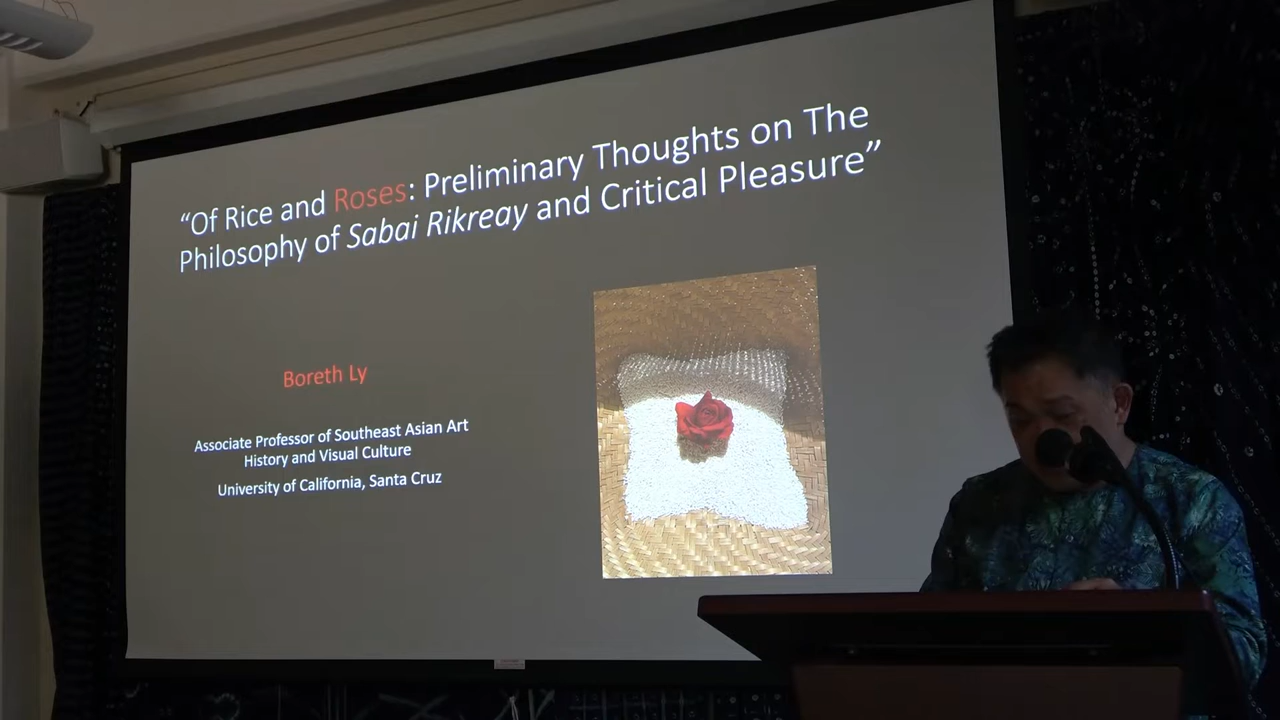 “Of Rice and Roses: Preliminary Thoughts on The
Philosophy of Sabai Rikreay and Critical Pleasure”
Boreth Ly
Associate Professor of Southeast Asian Art
History and Visual Culture
University of California, Santa Cruz